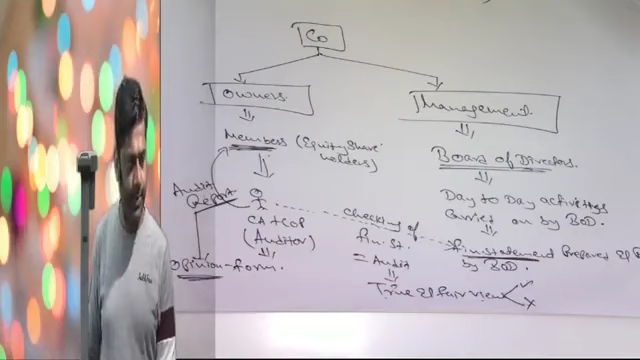 Co
Owners
Management
Members (Equity Share-
holders)
Board of Directors.
Audit
Report
Day to Day activities
Carried on by BoD.
CA + COP
(Auditor)
Checking of
fin. st.
= Audit
fin. statement Prepared
by BoD.
Opinion-form.
True & fair view